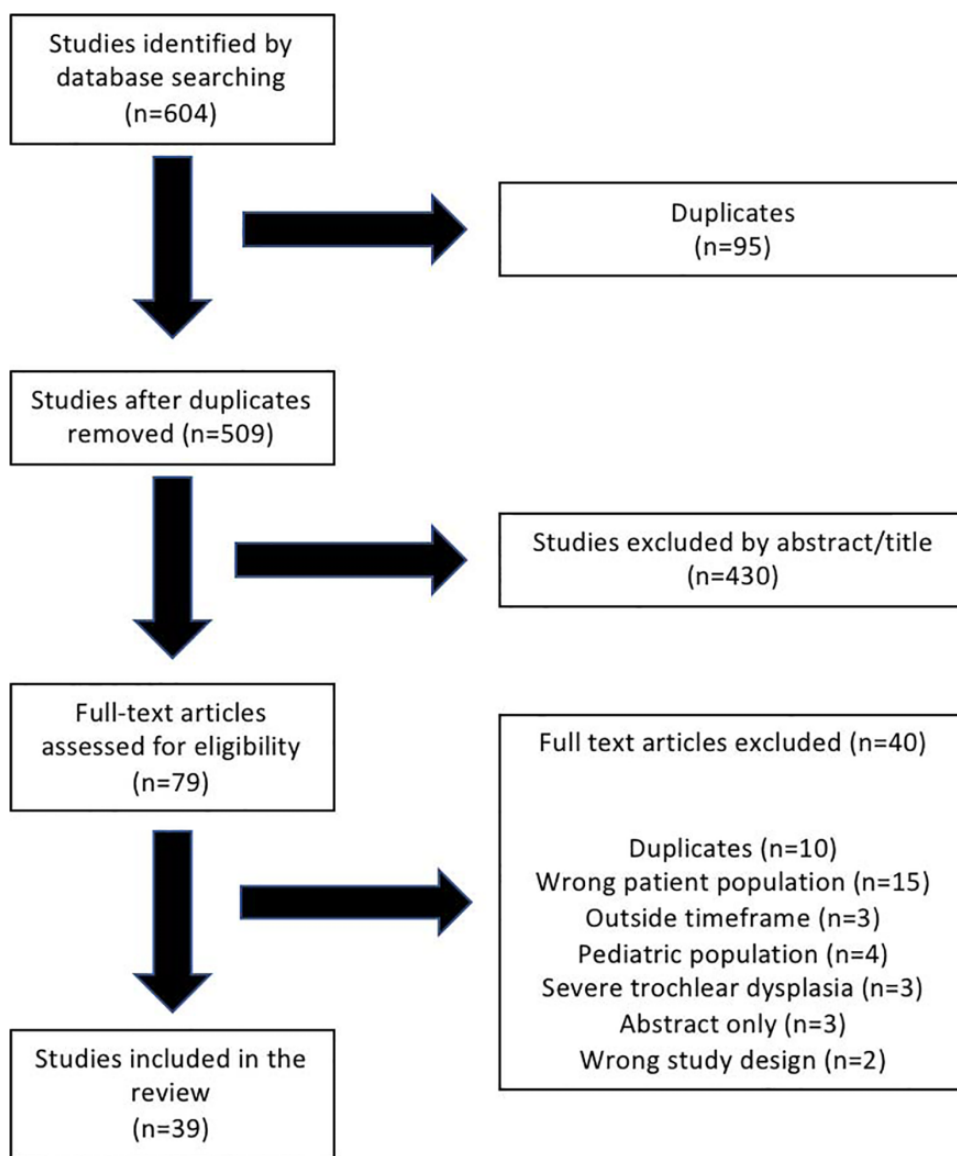 Studies identified by
database searching
(n=604)
Duplicates
(n=95)
Studies after duplicates
removed (n=509)
Studies excluded by abstract/title
(n=430)
Full-text articles
assessed for eligibility
(n=79)
Full text articles excluded (n=40)
Duplicates (n=10)
Wrong patient population (n=15)
Outside timeframe (n=3)
Pediatric population (n=4)
Severe trochlear dysplasia (n=3)
Abstract only (n=3)
Wrong study design (n=2)
Studies included in the
review
(n=39)